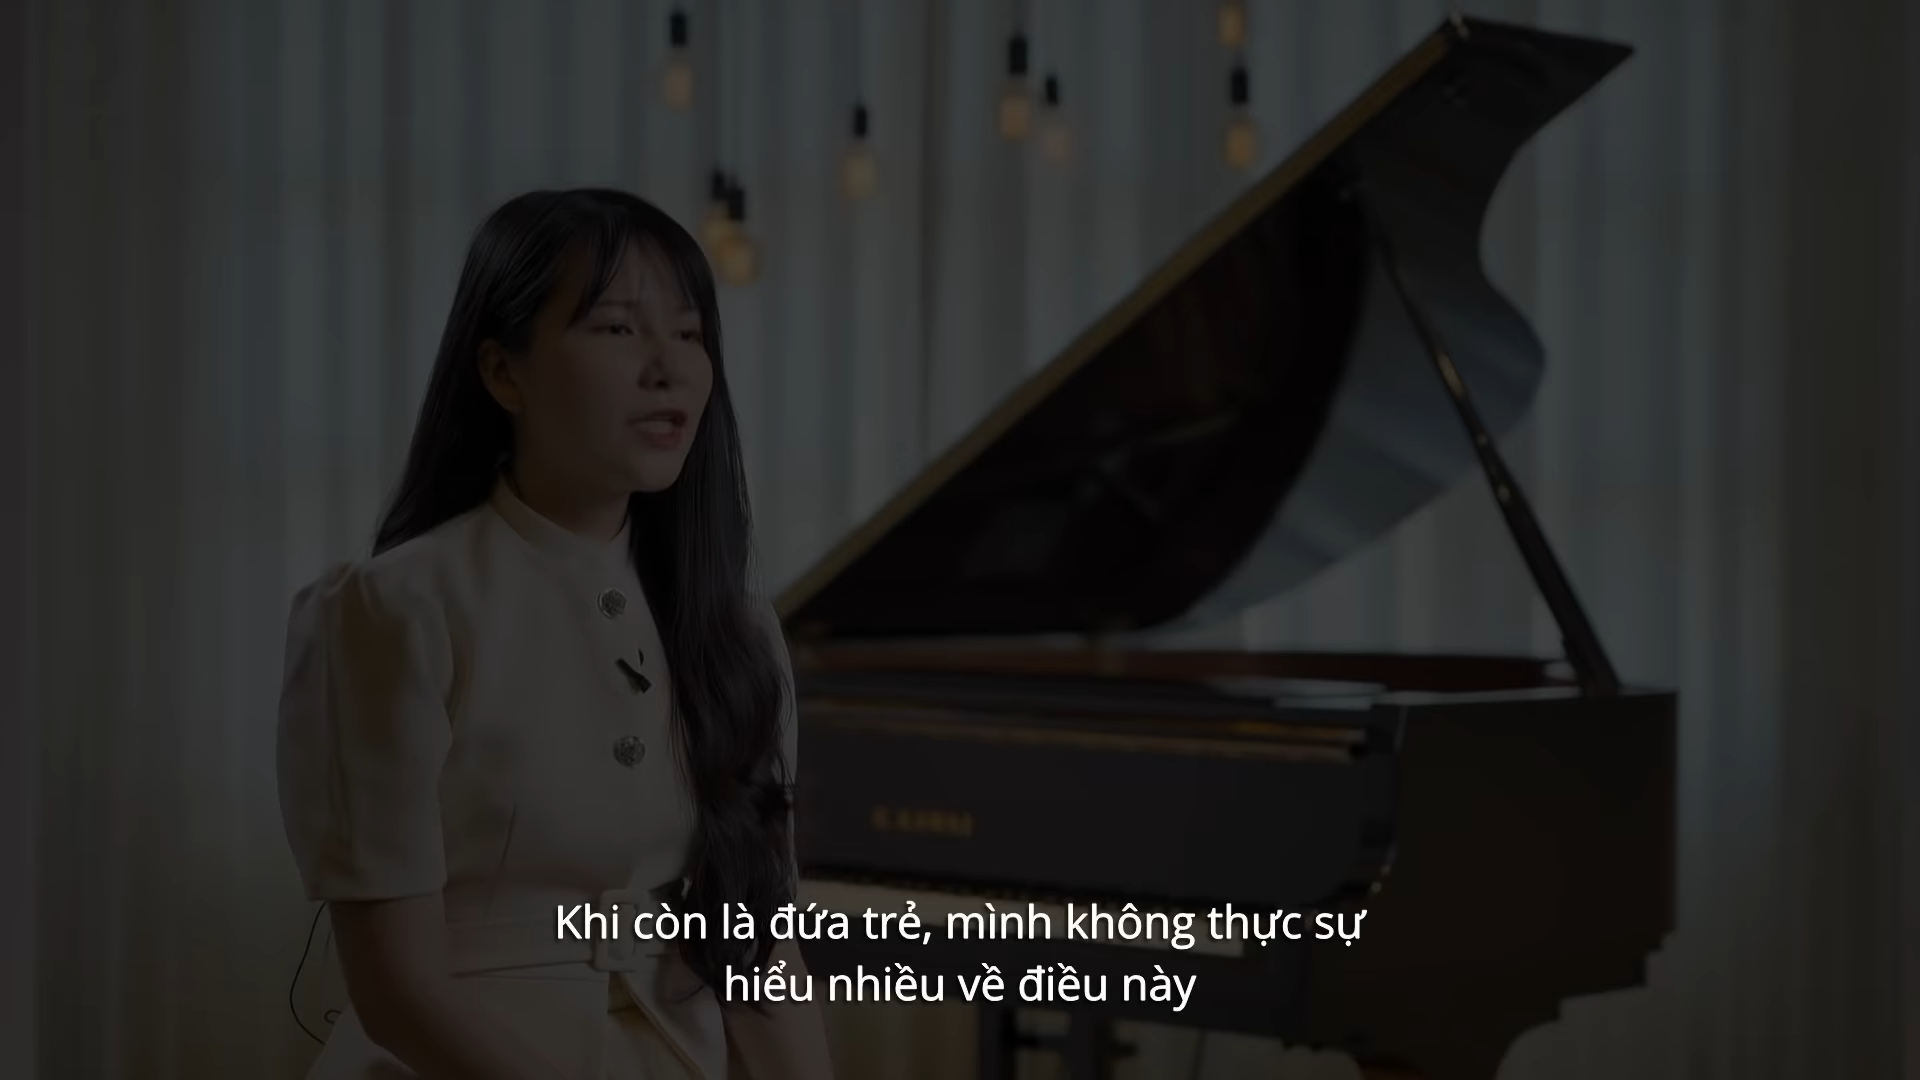 Khi còn là đứa trẻ, mình không thực sự
hiểu nhiều về điều này